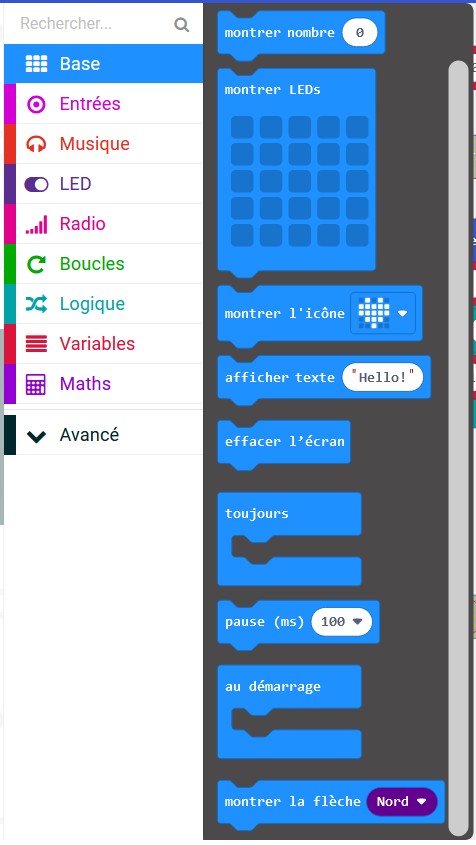 Rechercher...
Base
Entrées
Musique
LED
Radio
Boucles
Logique
Variables
Maths
Avancé
montrer nombre 0
montrer LEDs
montrer l'icône
afficher texte "Hello!"
effacer l’écran
toujours
pause (ms) 100
au démarrage
montrer la flèche Nord